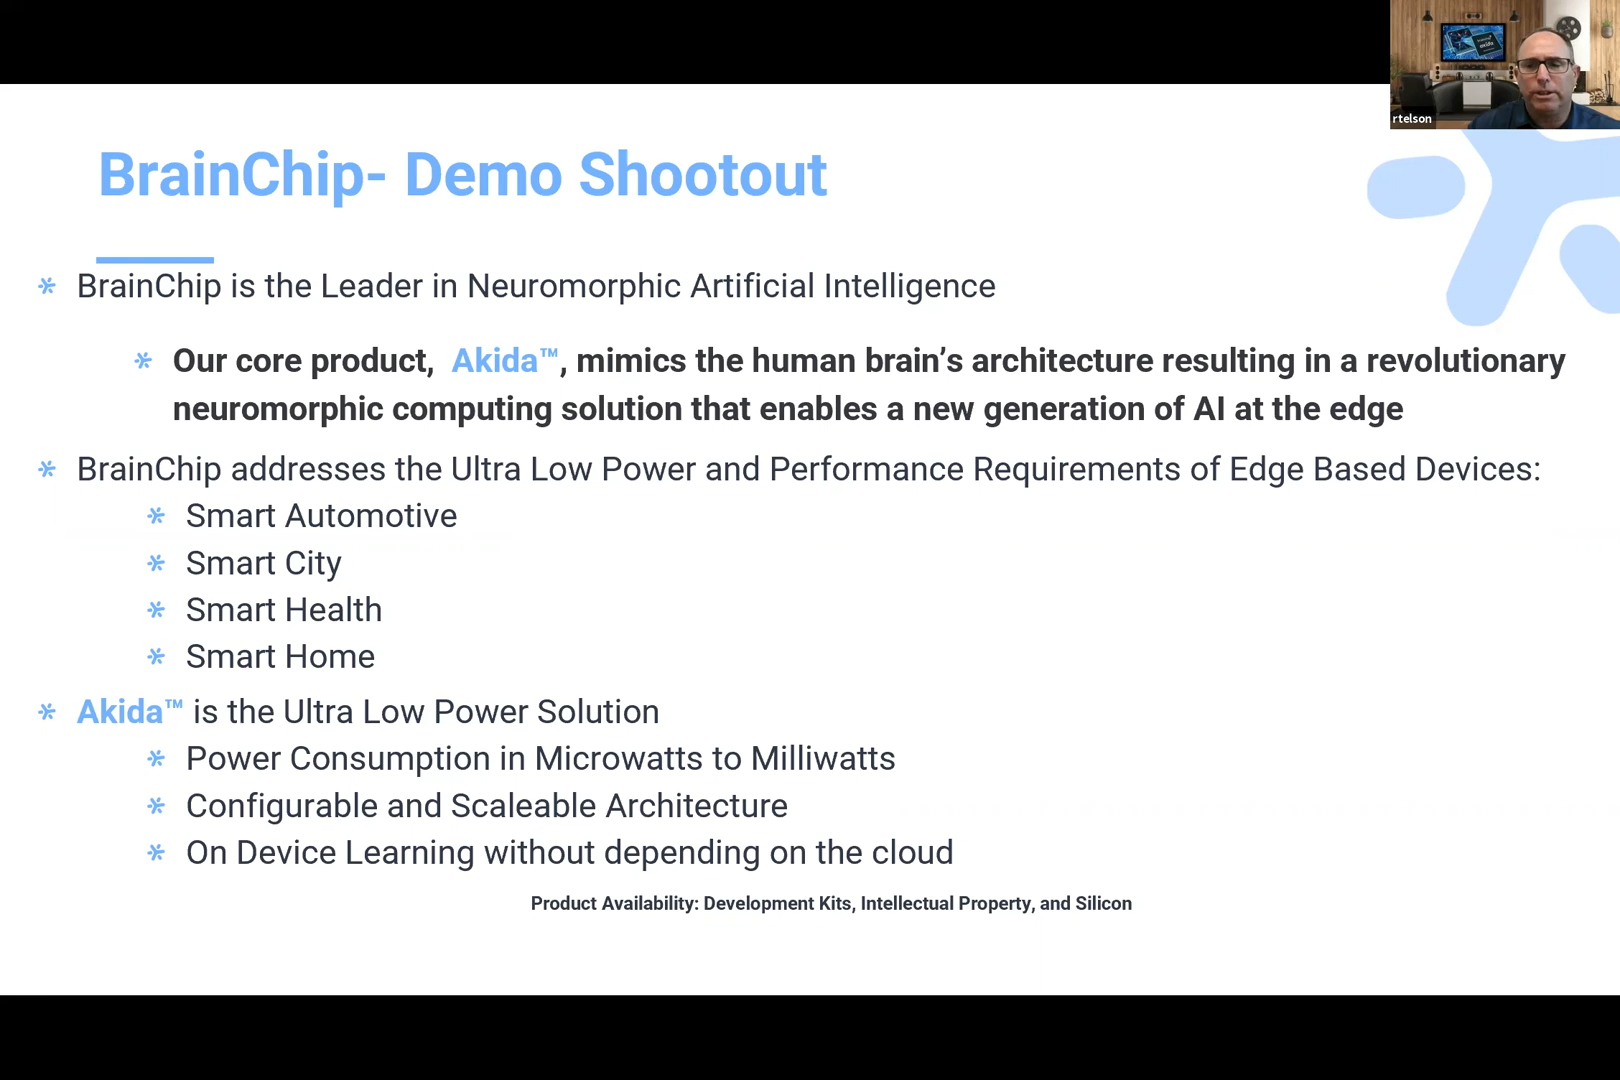 rtelson
BrainChip- Demo Shootout
BrainChip is the Leader in Neuromorphic Artificial Intelligence
Our core product, Akida™, mimics the human brain’s architecture resulting in a revolutionary
neuromorphic computing solution that enables a new generation of AI at the edge
BrainChip addresses the Ultra Low Power and Performance Requirements of Edge Based Devices:
Smart Automotive
Smart City
Smart Health
Smart Home
Akida™ is the Ultra Low Power Solution
Power Consumption in Microwatts to Milliwatts
Configurable and Scaleable Architecture
On Device Learning without depending on the cloud
Product Availability: Development Kits, Intellectual Property, and Silicon